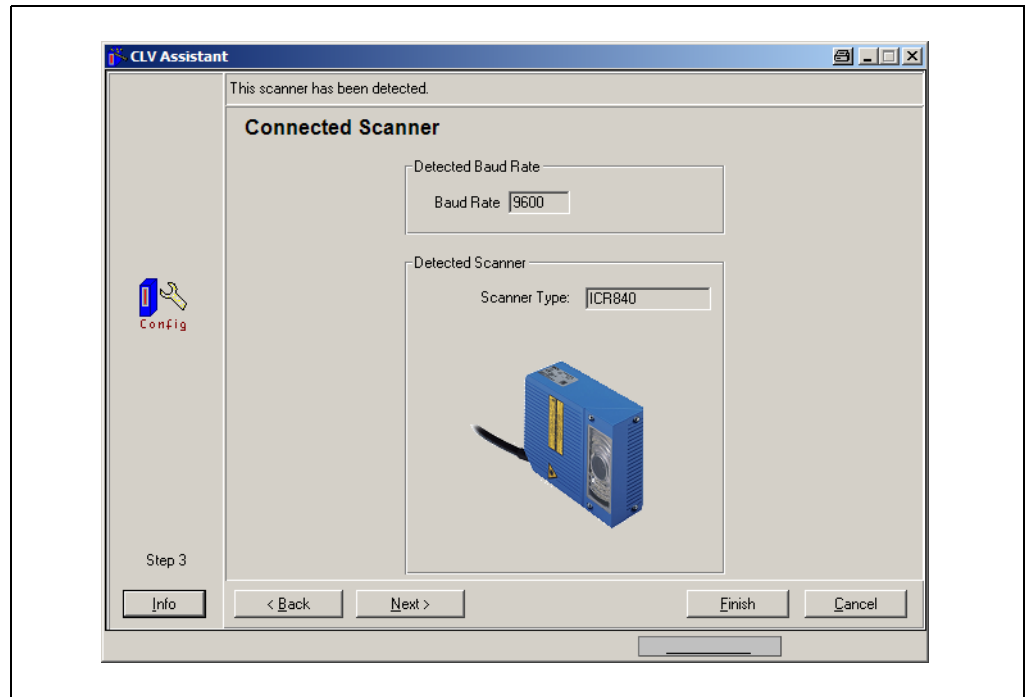 CLV Assistant
This scanner has been detected.
Connected Scanner
Detected Baud Rate
Baud Rate 9600
Detected Scanner
Scanner Type: ICR840
Config
Step 3
Info
< Back
Next >
Finish
Cancel